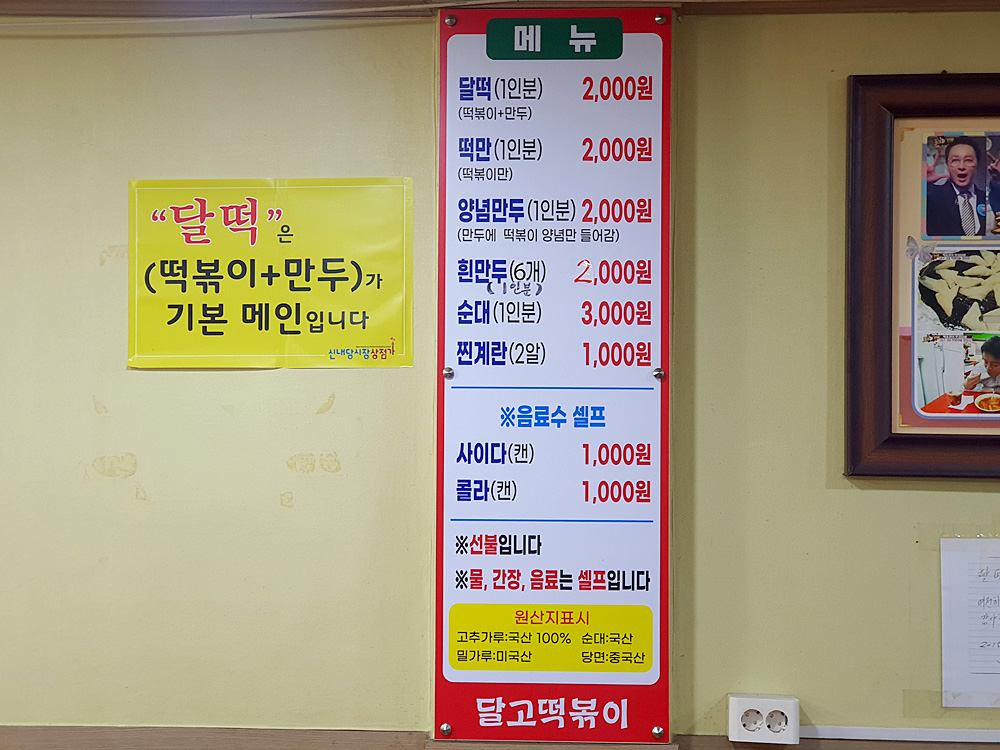 "달떡"은
(떡볶이+만두)가
기본 메인입니다
신내당시장상점가
메 뉴
달떡(1인분) 2,000원
(떡볶이+만두)
떡만(1인분) 2,000원
(떡볶이만)
양념만두(1인분) 2,000원
(만두에 떡볶이 양념만 들어감)
흰만두(6개) 2,000원
(1인분)
순대(1인분) 3,000원
찐계란(2알) 1,000원
※음료수 셀프
사이다(캔) 1,000원
콜라(캔) 1,000원
※선불입니다
※물, 간장, 음료는 셀프입니다
원산지표시
고추가루:국산 100% 순대:국산
밀가루:미국산 당면:중국산
달고떡볶이